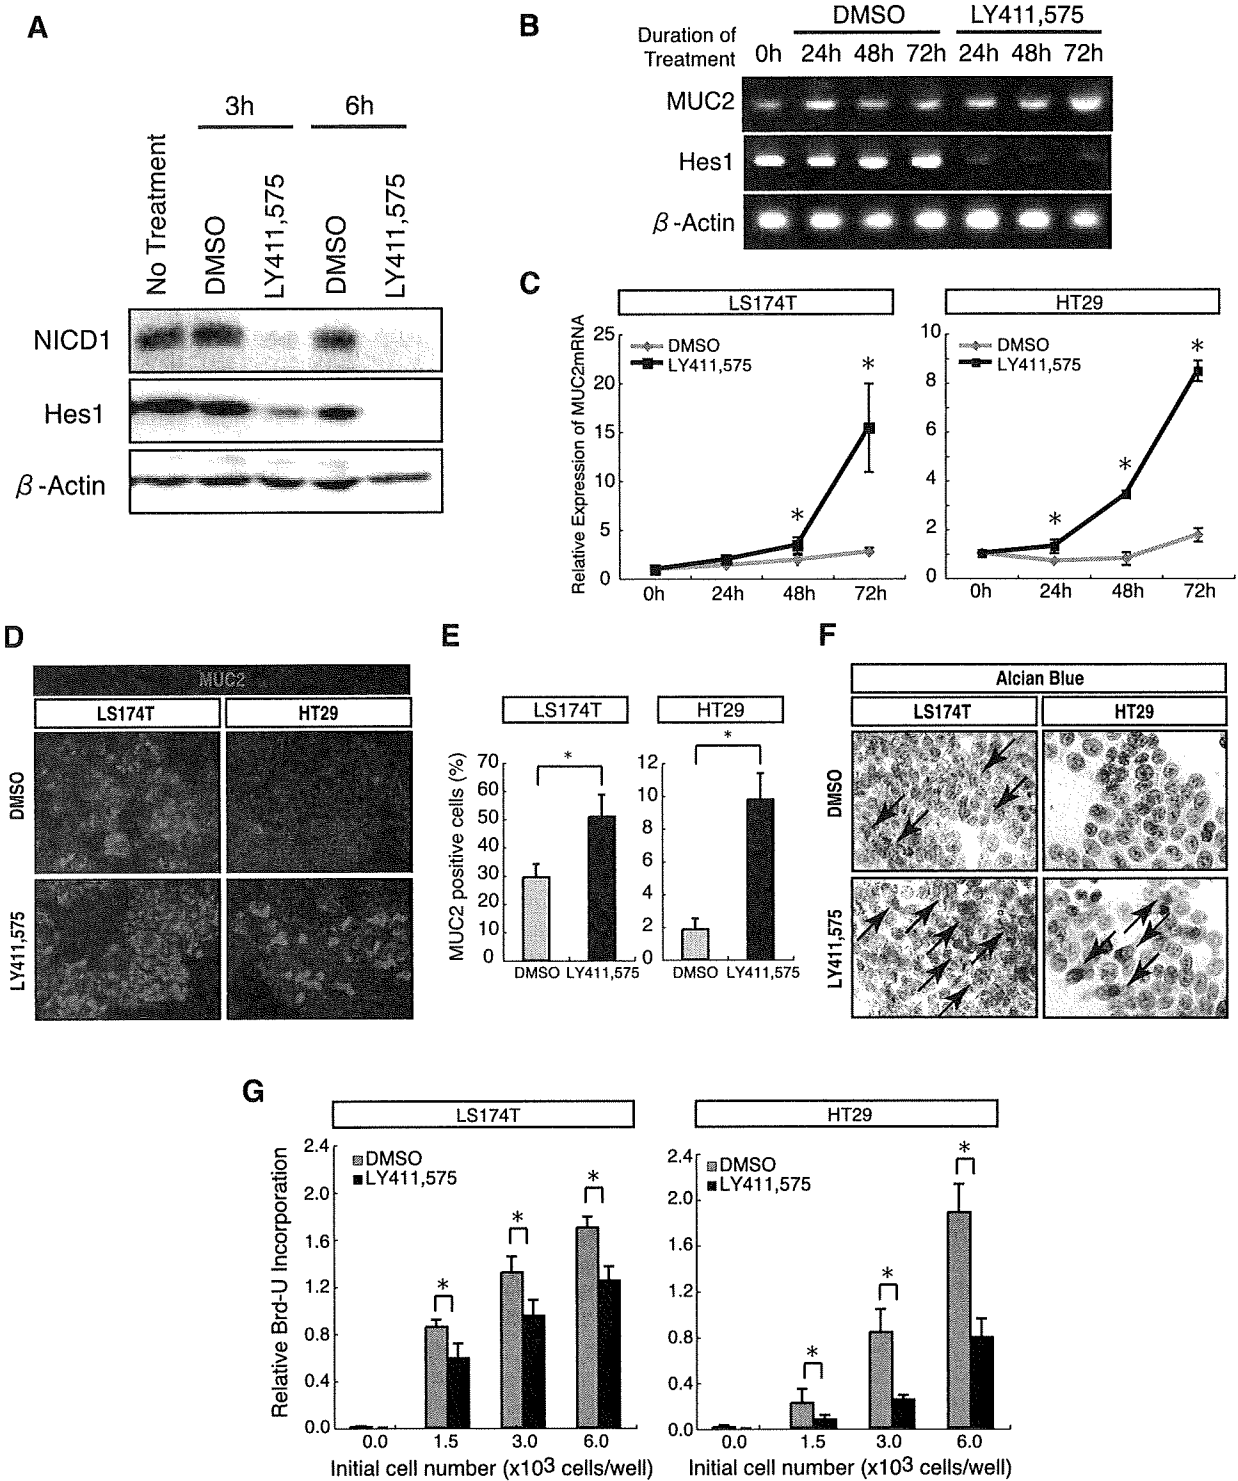 A
3h
6h
No Treatment
DMSO
LY411,575
DMSO
LY411,575
NICD1
Hes1
β-Actin
B
Duration of
Treatment
DMSO
LY411,575
0h 24h 48h 72h 24h 48h 72h
MUC2
Hes1
β-Actin
C
LS174T
HT29
Relative Expression of MUC2mRNA
25
20
15
10
5
0
DMSO
LY411,575
*
*
0h 24h 48h 72h
10
8
6
4
2
0
DMSO
LY411,575
*
*
*
0h 24h 48h 72h
D
MUC2
LS174T
HT29
DMSO
LY411,575
E
LS174T
HT29
MUC2 positive cells (%)
70
60
50
40
30
20
10
0
*
DMSO LY411,575
12
10
8
6
4
2
0
*
DMSO LY411,575
F
Alcian Blue
LS174T
HT29
DMSO
LY411,575
G
LS174T
HT29
Relative Brd-U Incorporation
2.4
2.0
1.6
1.2
0.8
0.4
0.0
DMSO
LY411,575
*
*
*
0.0 1.5 3.0 6.0
Initial cell number (x10³ cells/well)
2.4
2.0
1.6
1.2
0.8
0.4
0.0
DMSO
LY411,575
*
*
*
0.0 1.5 3.0 6.0
Initial cell number (x10³ cells/well)